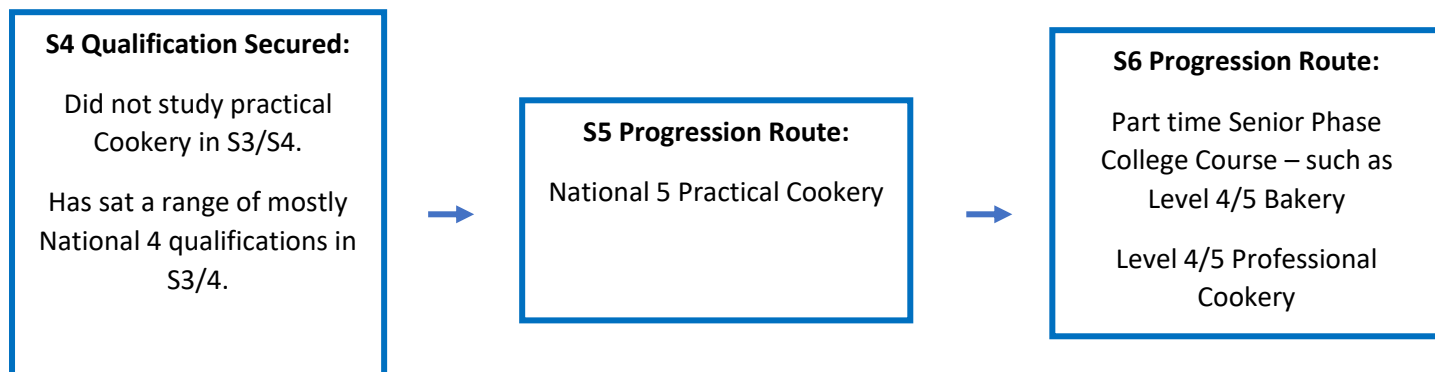 S4 Qualification Secured:
Did not study practical
Cookery in S3/S4.
Has sat a range of mostly
National 4 qualifications in
S3/4.
S5 Progression Route:
National 5 Practical Cookery
S6 Progression Route:
Part time Senior Phase
College Course – such as
Level 4/5 Bakery
Level 4/5 Professional
Cookery